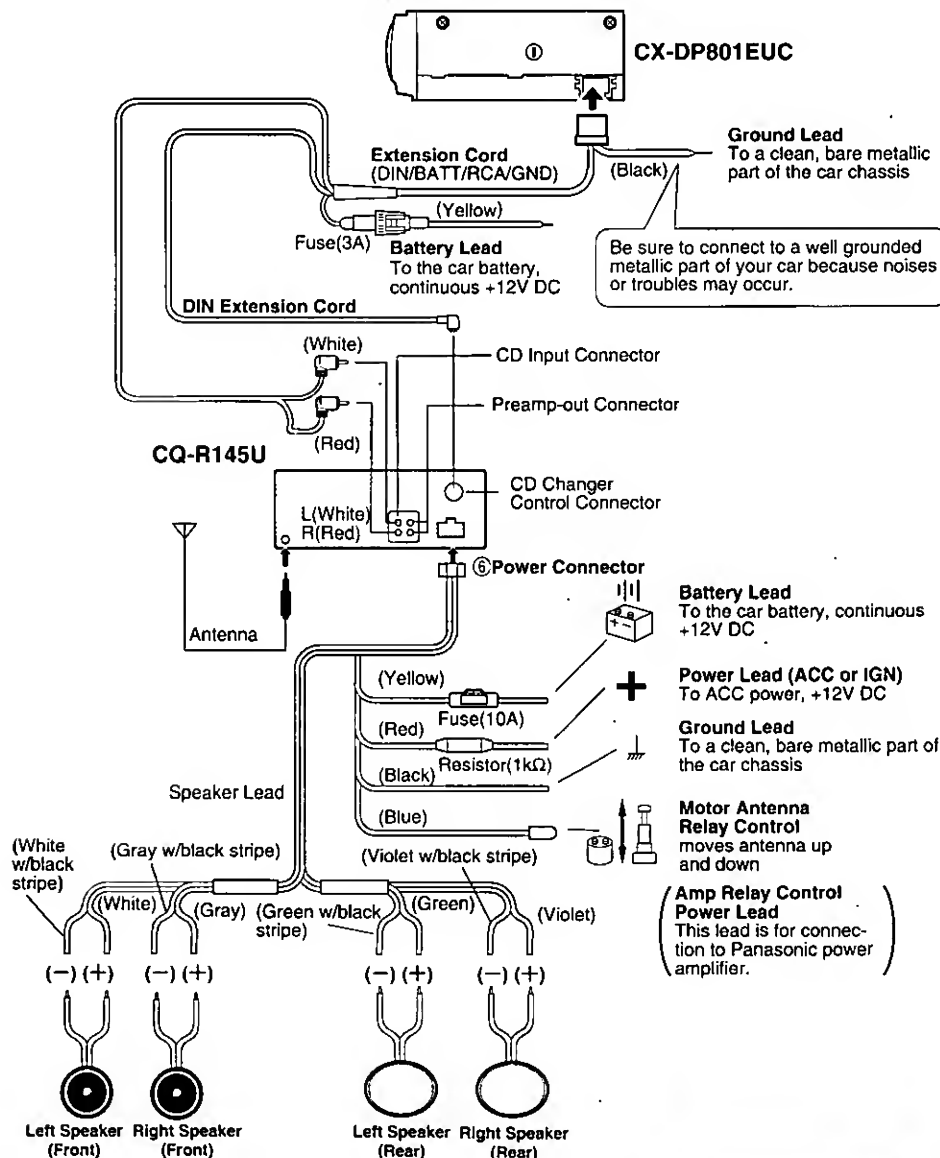 CX-DP801EUC
Ground Lead
To a clean, bare metallic
part of the car chassis
Extension Cord
(DIN/BATT/RCA/GND)
(Black)
(Yellow)
Fuse(3A)
Battery Lead
To the car battery,
continuous +12V DC
Be sure to connect to a well grounded
metallic part of your car because noises
or troubles may occur.
DIN Extension Cord
(White)
CD Input Connector
Preamp-out Connector
(Red)
CQ-R145U
CD Changer
Control Connector
L(White)
R(Red)
⑥Power Connector
Antenna
Battery Lead
To the car battery, continuous
+12V DC
(Yellow)
Fuse(10A)
Power Lead (ACC or IGN)
To ACC power, +12V DC
(Red)
Resistor(1kΩ)
Ground Lead
To a clean, bare metallic part of
the car chassis
(Black)
Speaker Lead
(Blue)
Motor Antenna
Relay Control
moves antenna up
and down
Amp Relay Control
Power Lead
This lead is for connec-
tion to Panasonic power
amplifier.
(White
w/black
stripe)
(Gray w/black stripe)
(Violet w/black stripe)
(White)
(Gray)
(Green w/black
stripe)
(Green)
(Violet)
(−) (+)
(−) (+)
(−) (+)
(−) (+)
Left Speaker
(Front)
Right Speaker
(Front)
Left Speaker
(Rear)
Right Speaker
(Rear)